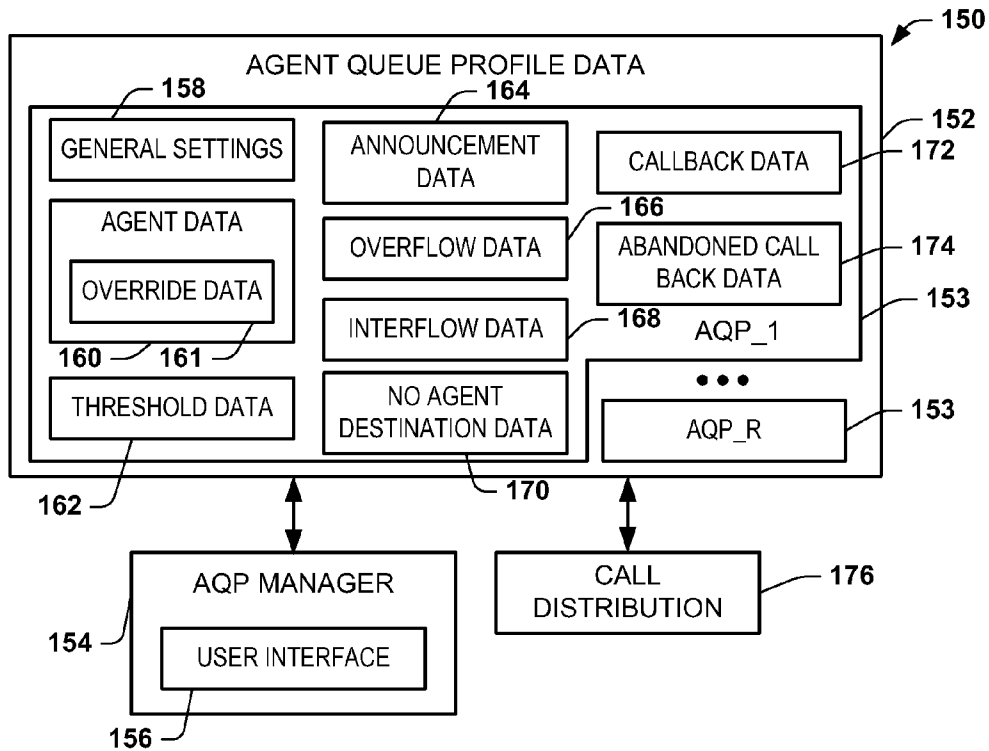 150
AGENT QUEUE PROFILE DATA
158
164
152
GENERAL SETTINGS
ANNOUNCEMENT
DATA
CALLBACK DATA
172
AGENT DATA
166
OVERRIDE DATA
OVERFLOW DATA
ABANDONED CALL
BACK DATA
174
INTERFLOW DATA
168
AQP_1
153
160
161
THRESHOLD DATA
NO AGENT
DESTINATION DATA
•••
AQP_R
153
162
170
AQP MANAGER
CALL
DISTRIBUTION
176
154
USER INTERFACE
156